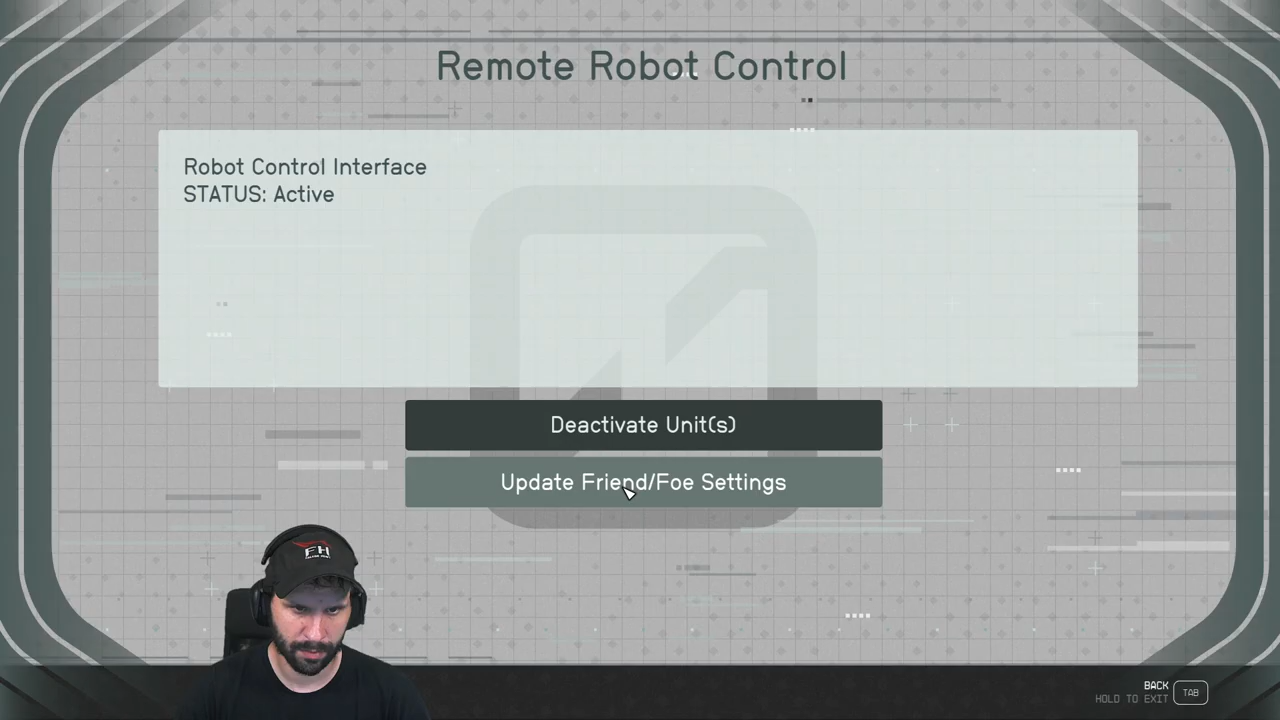 Remote Robot Control
Robot Control Interface
STATUS: Active
Deactivate Unit(s)
Update Friend/Foe Settings
FH
BACK
HOLD TO EXIT
TAB